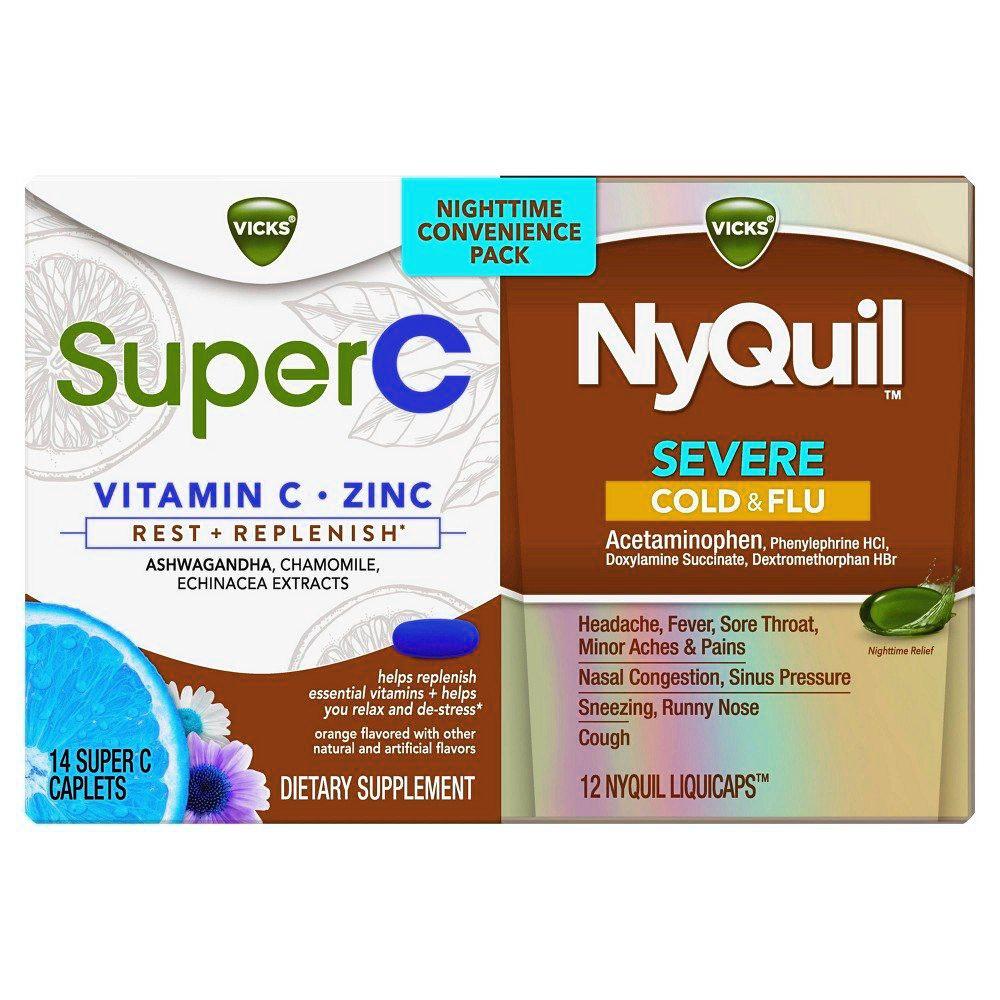 NIGHTTIME
CONVENIENCE
PACK
VICKS®
SuperC
VITAMIN C • ZINC
REST + REPLENISH*
ASHWAGANDHA, CHAMOMILE,
ECHINACEA EXTRACTS
helps replenish
essential vitamins + helps
you relax and de-stress*
orange flavored with other
natural and artificial flavors
14 SUPER C
CAPLETS
DIETARY SUPPLEMENT
VICKS®
NyQuil™
SEVERE
COLD & FLU
Acetaminophen, Phenylephrine HCl,
Doxylamine Succinate, Dextromethorphan HBr
Headache, Fever, Sore Throat,
Minor Aches & Pains
Nasal Congestion, Sinus Pressure
Sneezing, Runny Nose
Cough
Nighttime Relief
12 NYQUIL LIQUICAPS™